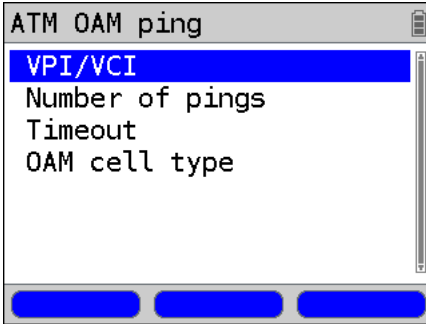 ATM OAM ping
VPI/VCI
Number of pings
Timeout
OAM cell type